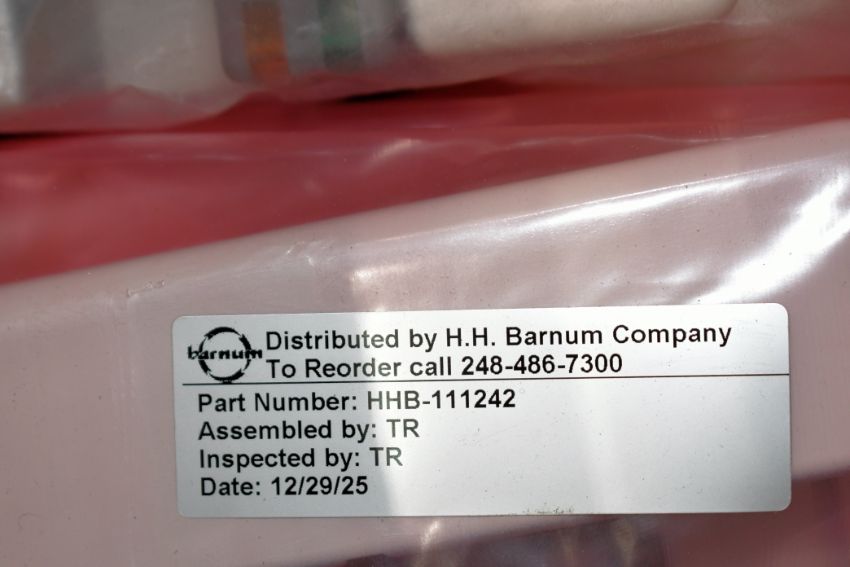 barnum
Distributed by H.H. Barnum Company
To Reorder call 248-486-7300
Part Number: HHB-111242
Assembled by: TR
Inspected by: TR
Date: 12/29/25